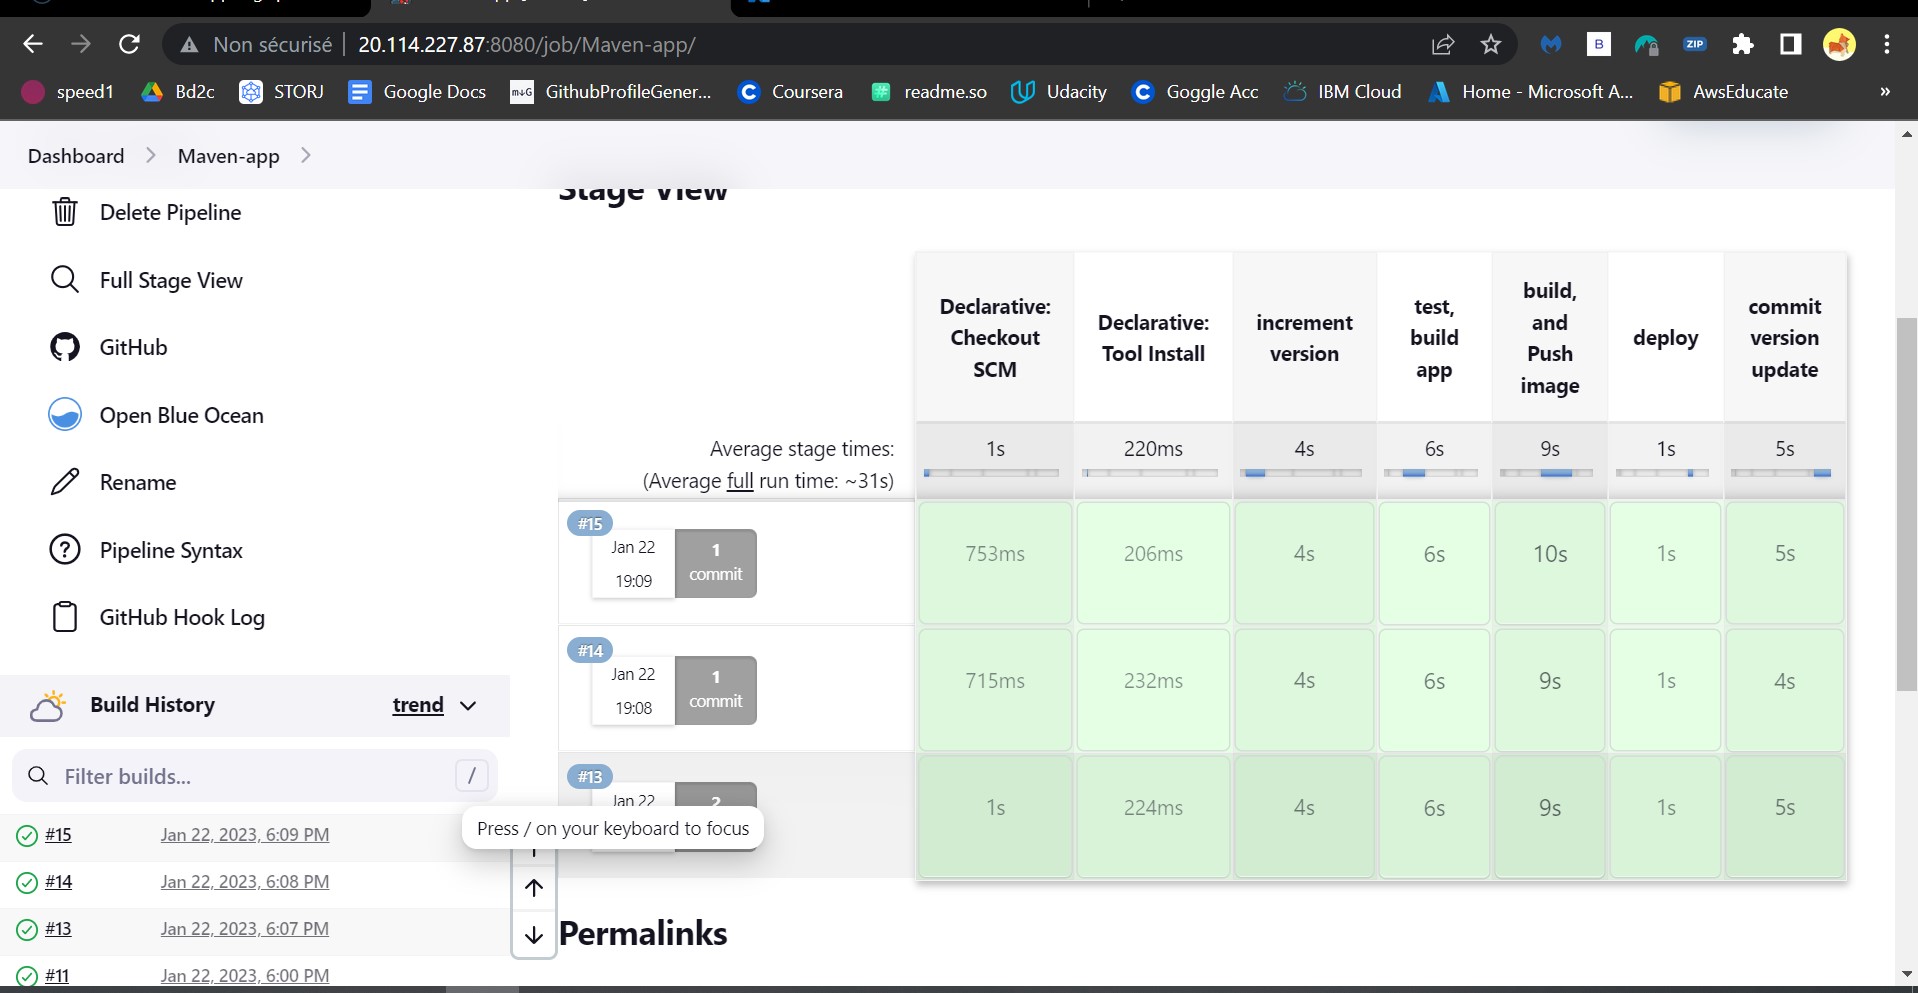 Non sécurisé
20.114.227.87:8080/job/Maven-app/
B
ZIP
speed1
Bd2c
STORJ
Google Docs
GithubProfileGener...
Coursera
readme.so
Udacity
Goggle Acc
IBM Cloud
Home - Microsoft A...
AwsEducate
»
Dashboard
Maven-app
Delete Pipeline
Full Stage View
GitHub
Open Blue Ocean
Rename
Pipeline Syntax
GitHub Hook Log
Build History
trend
Filter builds...
/
#15 Jan 22, 2023, 6:09 PM
#14 Jan 22, 2023, 6:08 PM
#13 Jan 22, 2023, 6:07 PM
#11 Jan 22, 2023, 6:00 PM
Press / on your keyboard to focus
Stage View
Declarative:
Checkout
SCM
Declarative:
Tool Install
increment
version
test,
build
app
build,
and
Push
image
deploy
commit
version
update
Average stage times:
(Average full run time: ~31s)
1s 220ms 4s 6s 9s 1s 5s
#15
Jan 22
19:09
1
commit
753ms 206ms 4s 6s 10s 1s 5s
#14
Jan 22
19:08
1
commit
715ms 232ms 4s 6s 9s 1s 4s
#13
Jan 22
2
1s 224ms 4s 6s 9s 1s 5s
Permalinks